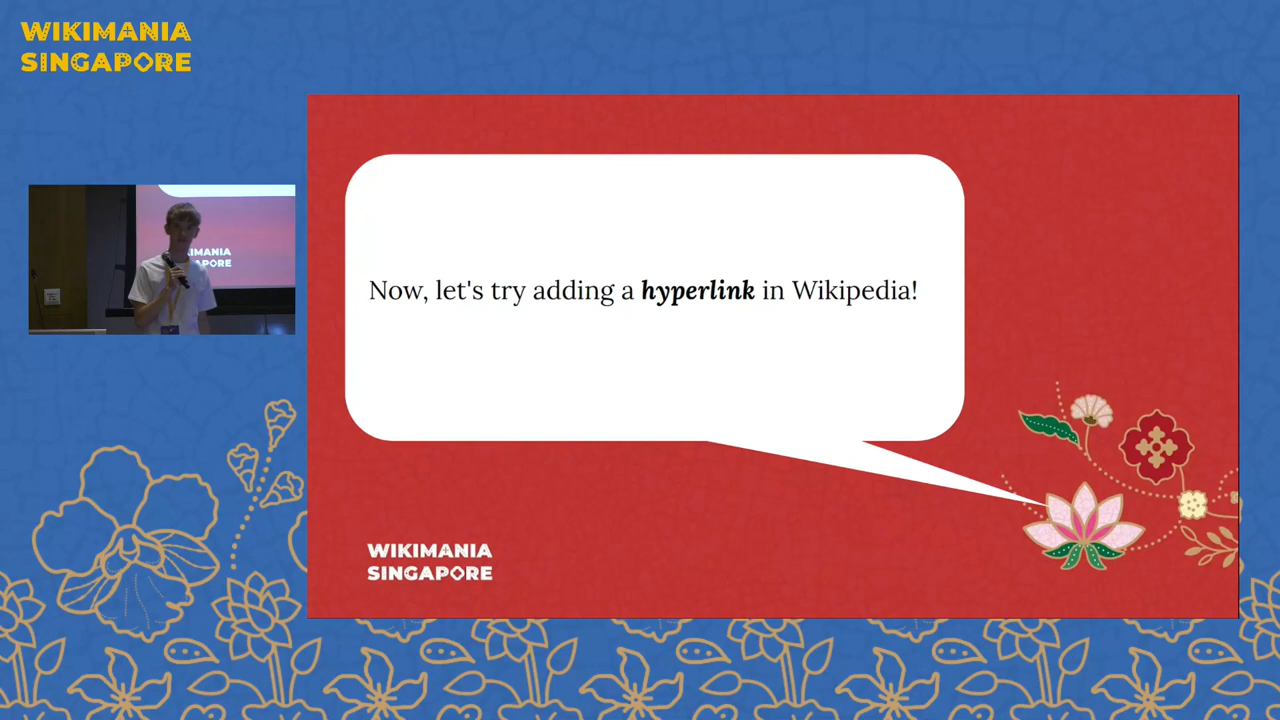 WIKIMANIA
SINGAPORE
Now, let's try adding a hyperlink in Wikipedia!
WIKIMANIA
SINGAPORE